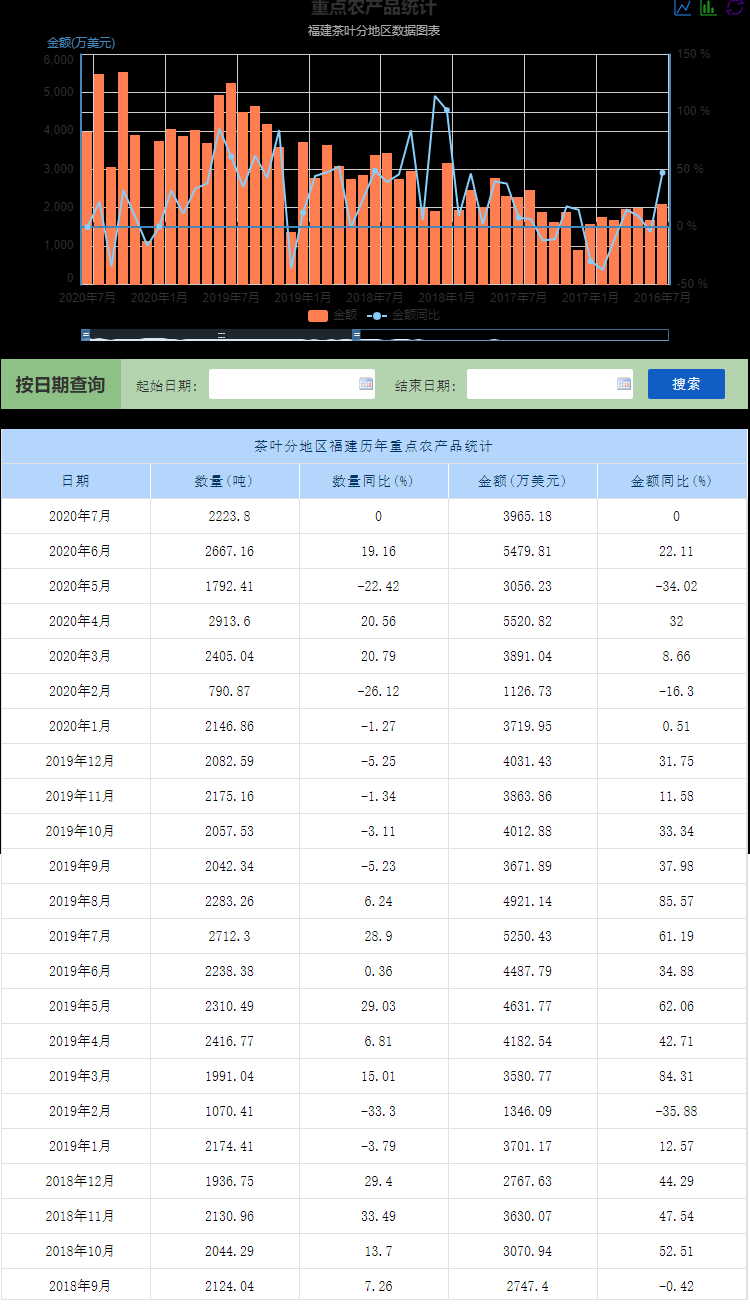 重点农产品统计
福建茶叶分地区数据图表
金额(万美元)
6,000 150 %
5,000 100 %
4,000
3,000 50 %
2,000
1,000 0 %
0 -50 %
2020年7月 2020年1月 2019年7月 2019年1月 2018年7月 2018年1月 2017年7月 2017年1月 2016年7月
金额 金额同比
按日期查询 起始日期: 结束日期: 搜索
茶叶分地区福建历年重点农产品统计
日期 数量(吨) 数量同比(%) 金额(万美元) 金额同比(%)
2020年7月 2223.8 0 3965.18 0
2020年6月 2667.16 19.16 5479.81 22.11
2020年5月 1792.41 -22.42 3056.23 -34.02
2020年4月 2913.6 20.56 5520.82 32
2020年3月 2405.04 20.79 3891.04 8.66
2020年2月 790.87 -26.12 1126.73 -16.3
2020年1月 2146.86 -1.27 3719.95 0.51
2019年12月 2082.59 -5.25 4031.43 31.75
2019年11月 2175.16 -1.34 3863.86 11.58
2019年10月 2057.53 -3.11 4012.88 33.34
2019年9月 2042.34 -5.23 3671.89 37.98
2019年8月 2283.26 6.24 4921.14 85.57
2019年7月 2712.3 28.9 5250.43 61.19
2019年6月 2238.38 0.36 4487.79 34.88
2019年5月 2310.49 29.03 4631.77 62.06
2019年4月 2416.77 6.81 4182.54 42.71
2019年3月 1991.04 15.01 3580.77 84.31
2019年2月 1070.41 -33.3 1346.09 -35.88
2019年1月 2174.41 -3.79 3701.17 12.57
2018年12月 1936.75 29.4 2767.63 44.29
2018年11月 2130.96 33.49 3630.07 47.54
2018年10月 2044.29 13.7 3070.94 52.51
2018年9月 2124.04 7.26 2747.4 -0.42